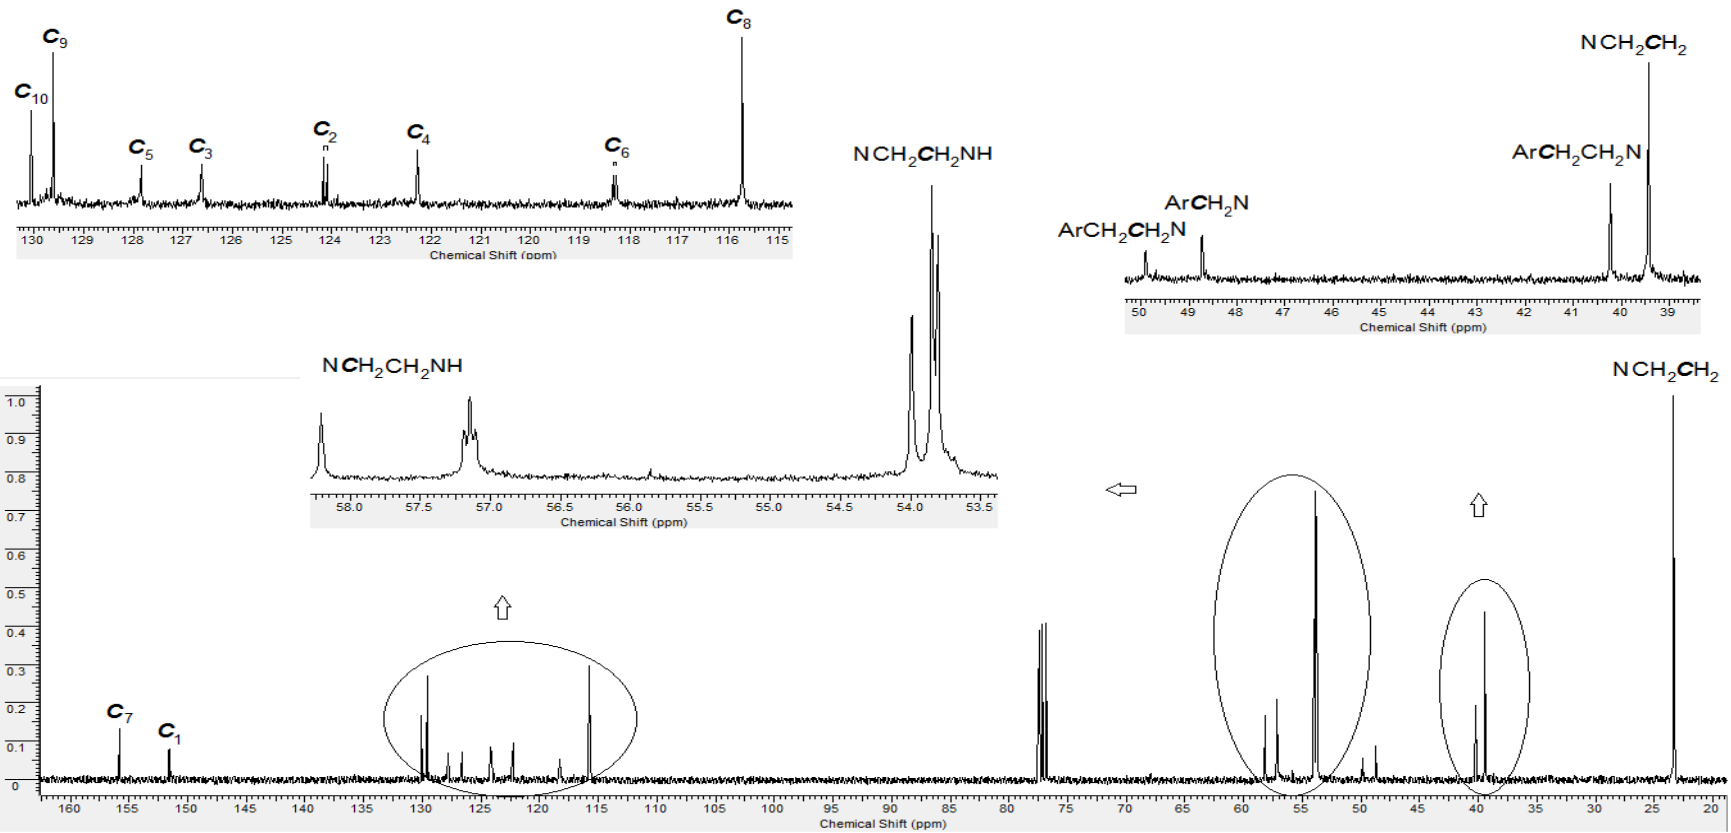 C8
C9
NCH2CH2
C10
C2
C4
C5
C3
C6
NCH2CH2NH
ArCH2CH2N
ArCH2N
ArCH2CH2N
130 129 128 127 126 125 124 123 122 121 120 119 118 117 116 115
Chemical Shift (ppm)
50 49 48 47 46 45 44 43 42 41 40 39
Chemical Shift (ppm)
NCH2CH2NH
NCH2CH2
58.0 57.5 57.0 56.5 56.0 55.5 55.0 54.5 54.0 53.5
Chemical Shift (ppm)
1.0
0.9
0.8
0.7
0.6
0.5
0.4
0.3
0.2
0.1
0
C7
C1
160 155 150 145 140 135 130 125 120 115 110 105 100 95 90 85 80 75 70 65 60 55 50 45 40 35 30 25 20
Chemical Shift (ppm)